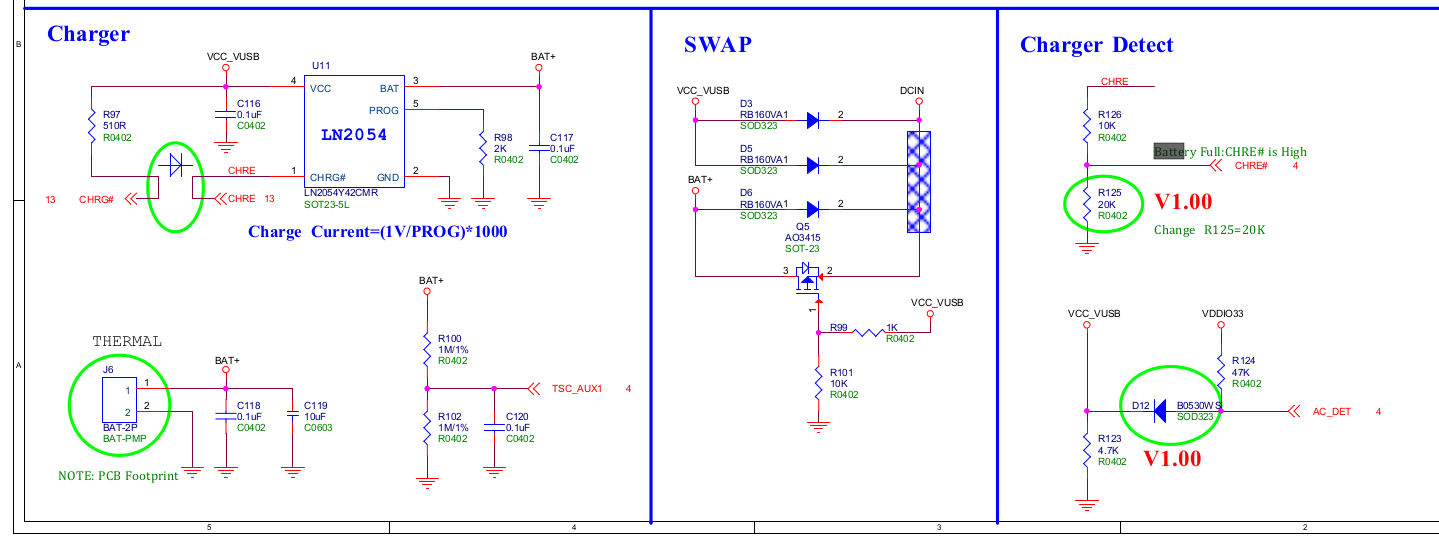 B
Charger
VCC_VUSB
U11
BAT+
4
VCC
BAT
3
PROG
5
LN2054
R97
510R
R0402
C116
0.1uF
C0402
R98
2K
R0402
C117
0.1uF
C0402
CHRE
1
CHRG#
GND
2
LN2054Y42CMR
SOT23-5L
13
CHRG#
CHRE
13
Charge Current=(1V/PROG)*1000
THERMAL
J6
1
1
2
2
BAT-2P
BAT-PMP
BAT+
C118
0.1uF
C0402
C119
10uF
C0603
NOTE: PCB Footprint
BAT+
R100
1M/1%
R0402
TSC_AUX1
4
R102
1M/1%
R0402
C120
0.1uF
C0402
SWAP
VCC_VUSB
DCIN
D3
RB160VA1
SOD323
2
D5
RB160VA1
SOD323
2
BAT+
D6
RB160VA1
SOD323
2
Q5
AO3415
SOT-23
3
2
1
VCC_VUSB
R99
1K
R0402
R101
10K
R0402
Charger Detect
CHRE
R126
10K
R0402
Battery Full:CHRE# is High
CHRE#
4
R125
20K
R0402
V1.00
Change R125=20K
VCC_VUSB
VDDIO33
R124
47K
R0402
D12
B0530WS
SOD323
AC_DET
4
R123
4.7K
R0402
V1.00
A
5
4
3
2